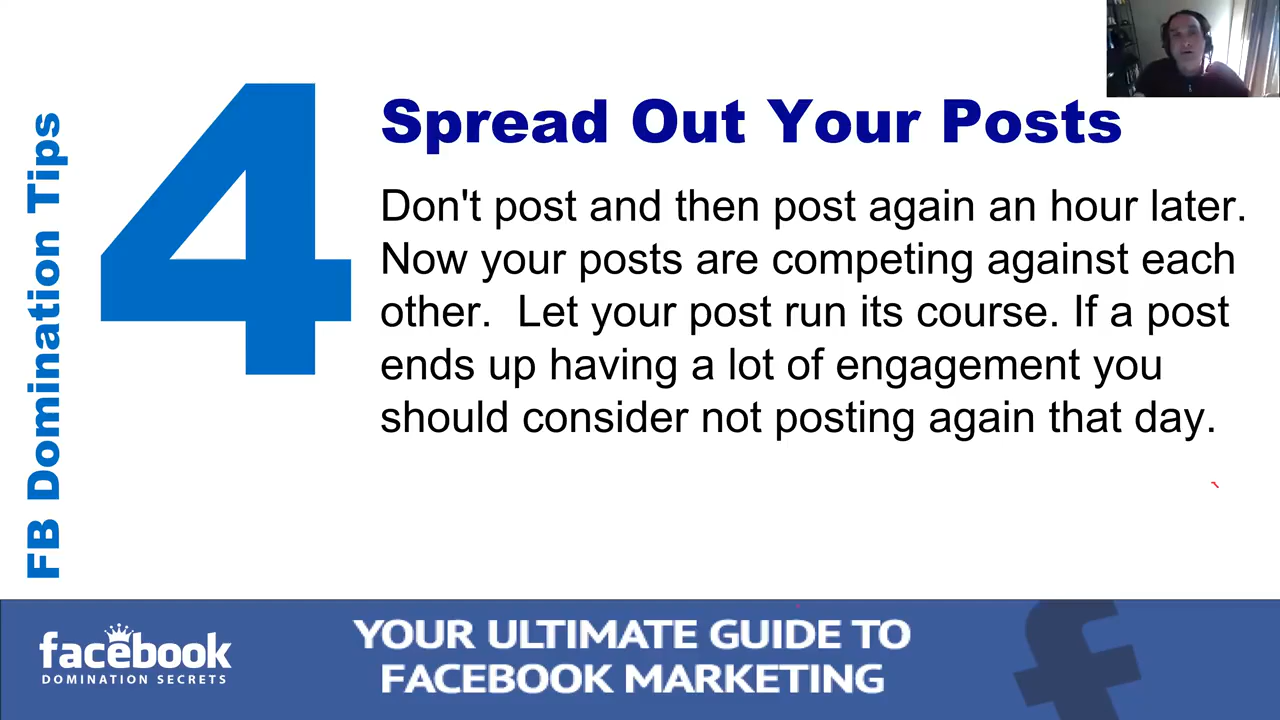 FB Domination Tips
4
Spread Out Your Posts
Don't post and then post again an hour later.
Now your posts are competing against each
other.  Let your post run its course. If a post
ends up having a lot of engagement you
should consider not posting again that day.
facebook
DOMINATION SECRETS
YOUR ULTIMATE GUIDE TO
FACEBOOK MARKETING